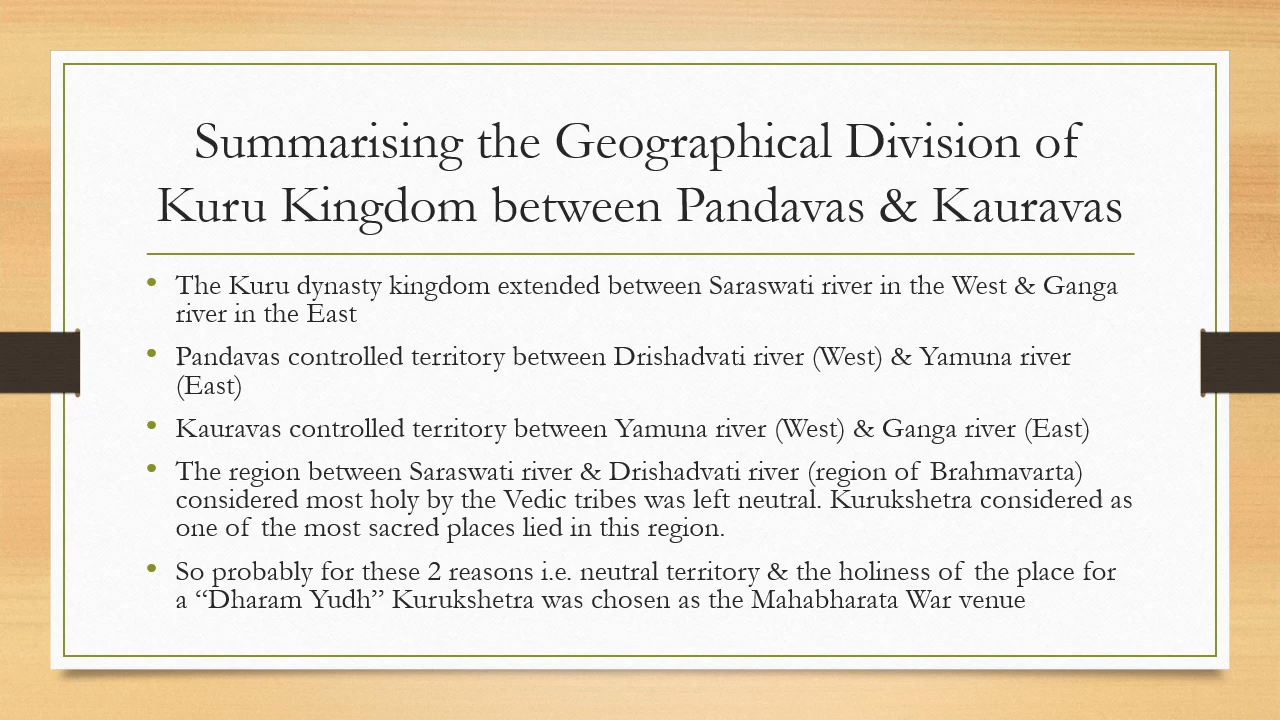 Summarising the Geographical Division of
Kuru Kingdom between Pandavas & Kauravas
• The Kuru dynasty kingdom extended between Saraswati river in the West & Ganga
river in the East
• Pandavas controlled territory between Drishadvati river (West) & Yamuna river
(East)
• Kauravas controlled territory between Yamuna river (West) & Ganga river (East)
• The region between Saraswati river & Drishadvati river (region of Brahmavarta)
considered most holy by the Vedic tribes was left neutral. Kurukshetra considered as
one of the most sacred places lied in this region.
• So probably for these 2 reasons i.e. neutral territory & the holiness of the place for
a “Dharam Yudh” Kurukshetra was chosen as the Mahabharata War venue